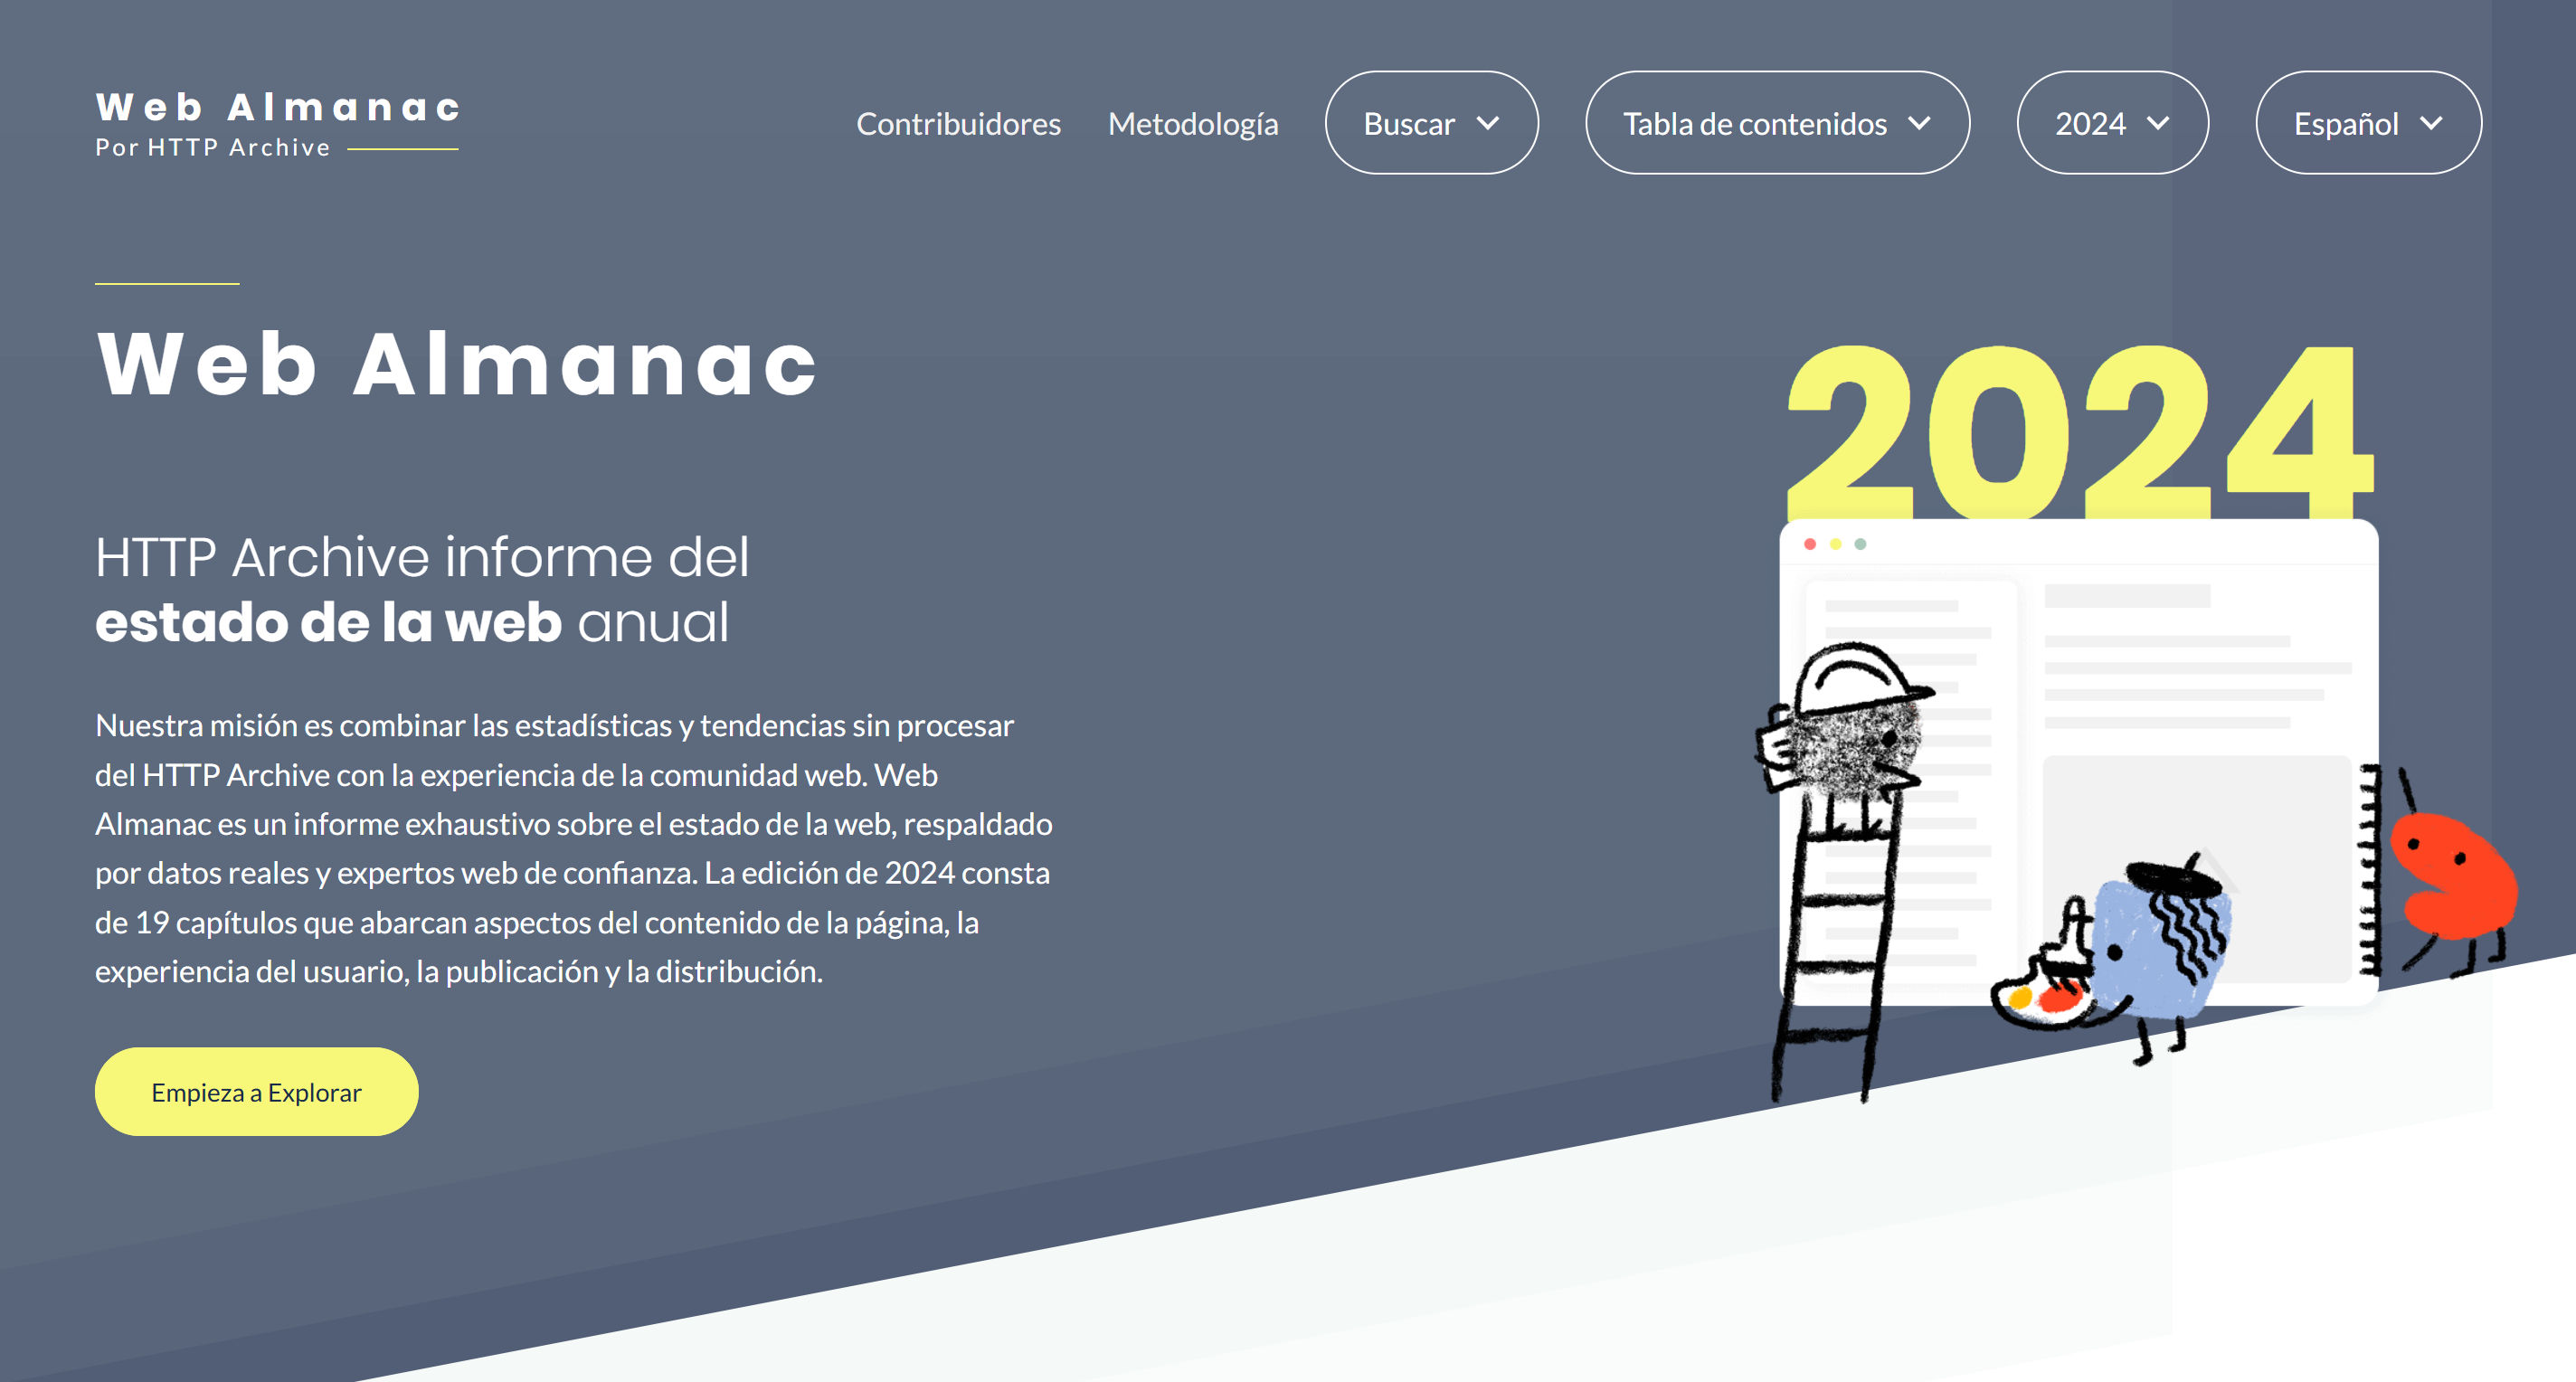 Web Almanac
Por HTTP Archive
Contribuidores
Metodología
Buscar
Tabla de contenidos
2024
Español
Web Almanac
HTTP Archive informe del
estado de la web anual
Nuestra misión es combinar las estadísticas y tendencias sin procesar
del HTTP Archive con la experiencia de la comunidad web. Web
Almanac es un informe exhaustivo sobre el estado de la web, respaldado
por datos reales y expertos web de confianza. La edición de 2024 consta
de 19 capítulos que abarcan aspectos del contenido de la página, la
experiencia del usuario, la publicación y la distribución.
Empieza a Explorar
2024